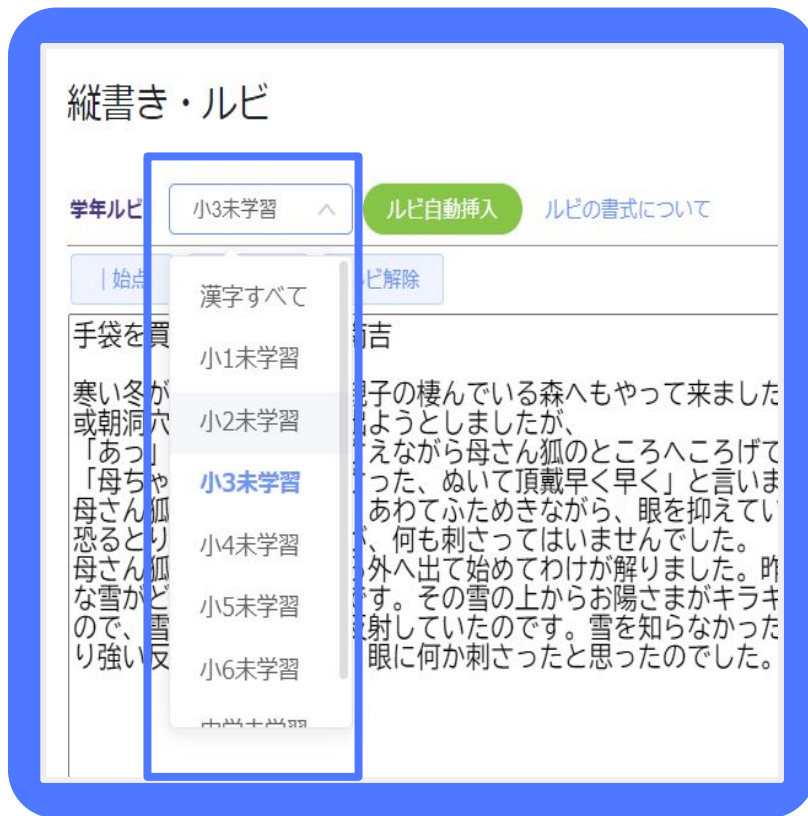 縦書き・ルビ
学年ルビ 小3未学習 ルビ自動挿入 ルビの書式について
|始点 ルビ解除
漢字すべて
小1未学習
小2未学習
小3未学習
小4未学習
小5未学習
小6未学習
中学未学習
手袋を買 南吉
寒い冬が 親子の棲んでいる森へもやって来ました
或朝洞穴 出ようとしましたが、
「あっ」 さえながら母さん狐のところへころげて
「母ちゃ さった、ぬいて頂戴早く早く」と言いま
母さん狐 あわてふためきながら、眼を抑えてい
恐るとり 、何も刺さってはいませんでした。
母さん狐 ら外へ出て始めてわけが解りました。昨
な雪がど です。その雪の上からお陽さまがキラキ
ので、雪 反射していたのです。雪を知らなかった
り強い反 眼に何か刺さったと思ったのでした。